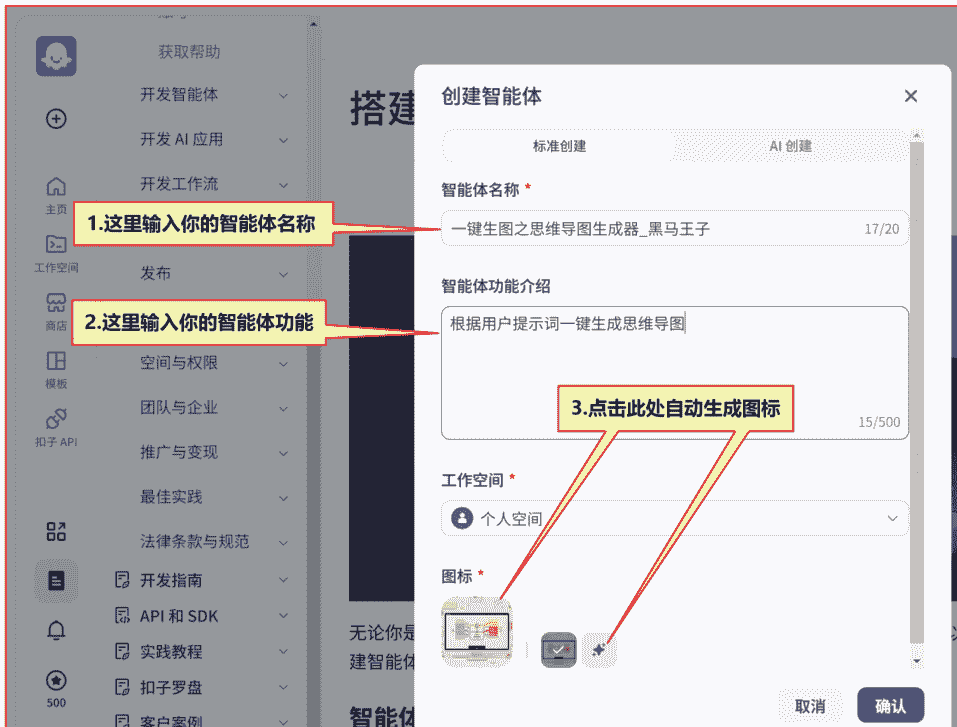 获取帮助
开发智能体
开发 AI 应用
开发工作流
主页
1.这里输入你的智能体名称
工作空间
发布
商店
2.这里输入你的智能体功能
空间与权限
模板
团队与企业
扣子 API
推广与变现
最佳实践
法律条款与规范
开发指南
API 和 SDK
实践教程
扣子罗盘
500
客户案例
搭建
无论你是
建智能体
智能体
创建智能体
标准创建
AI 创建
智能体名称 *
一键生图之思维导图生成器_黑马王子
17/20
智能体功能介绍
根据用户提示词一键生成思维导图
3.点击此处自动生成图标
15/500
工作空间 *
个人空间
图标 *
取消
确认